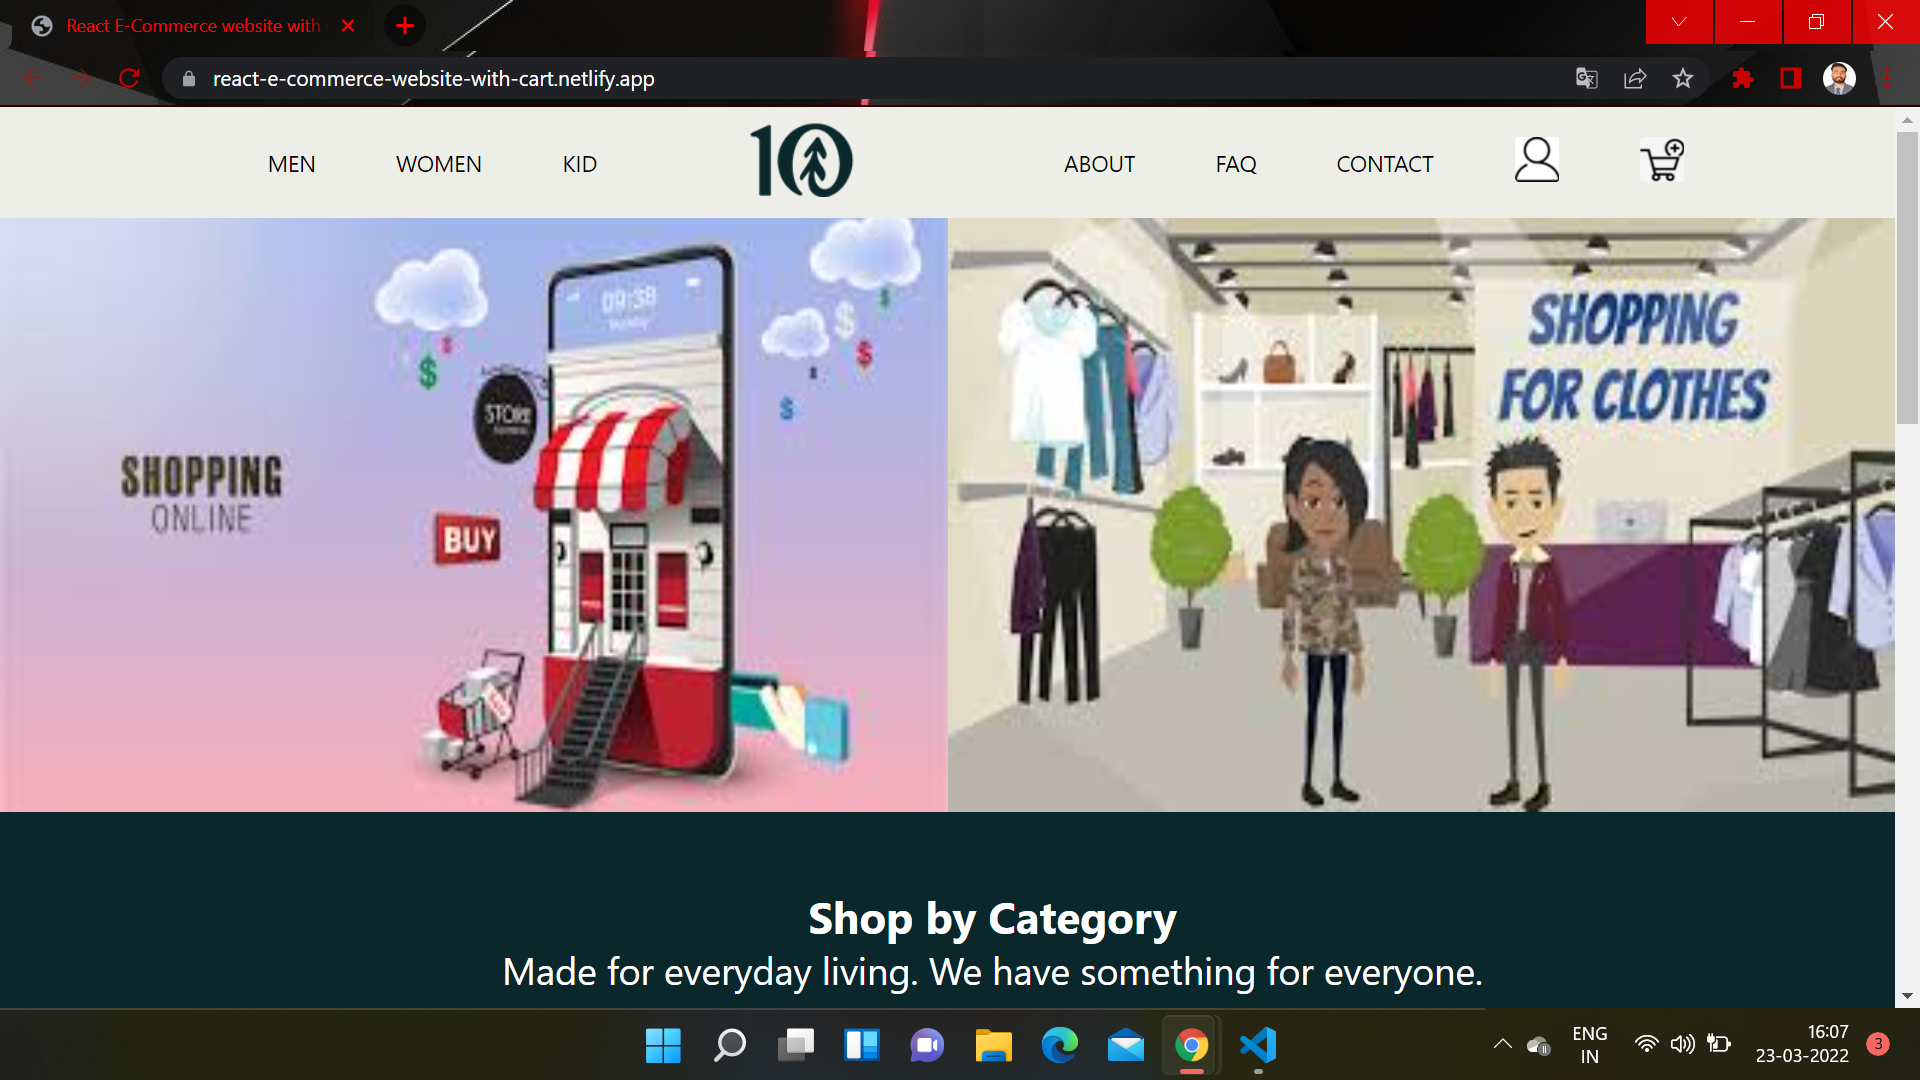 React E-Commerce website with
react-e-commerce-website-with-cart.netlify.app
MEN
WOMEN
KID
10
ABOUT
FAQ
CONTACT
09:38
STORE
SHOPPING
ONLINE
BUY
$
$
$
$
$
$
SHOPPING
FOR CLOTHES
Shop by Category
Made for everyday living. We have something for everyone.
ENG
IN
16:07
23-03-2022
3